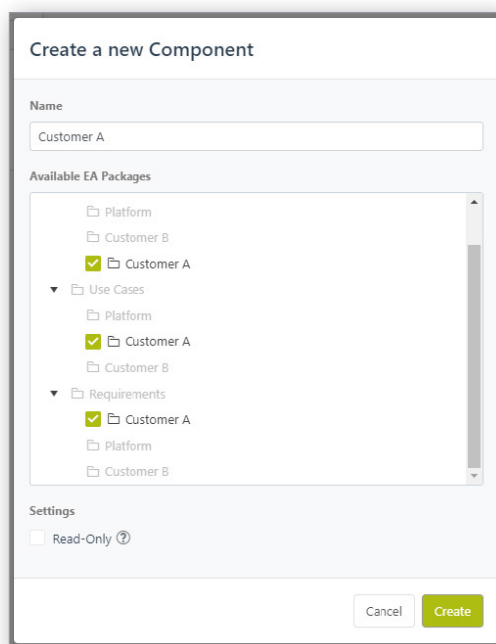 Create a new Component
Name
Customer A
Available EA Packages
Platform
Customer B
Customer A
Use Cases
Platform
Customer A
Customer B
Requirements
Customer A
Platform
Customer B
Settings
Read-Only ?
Cancel Create